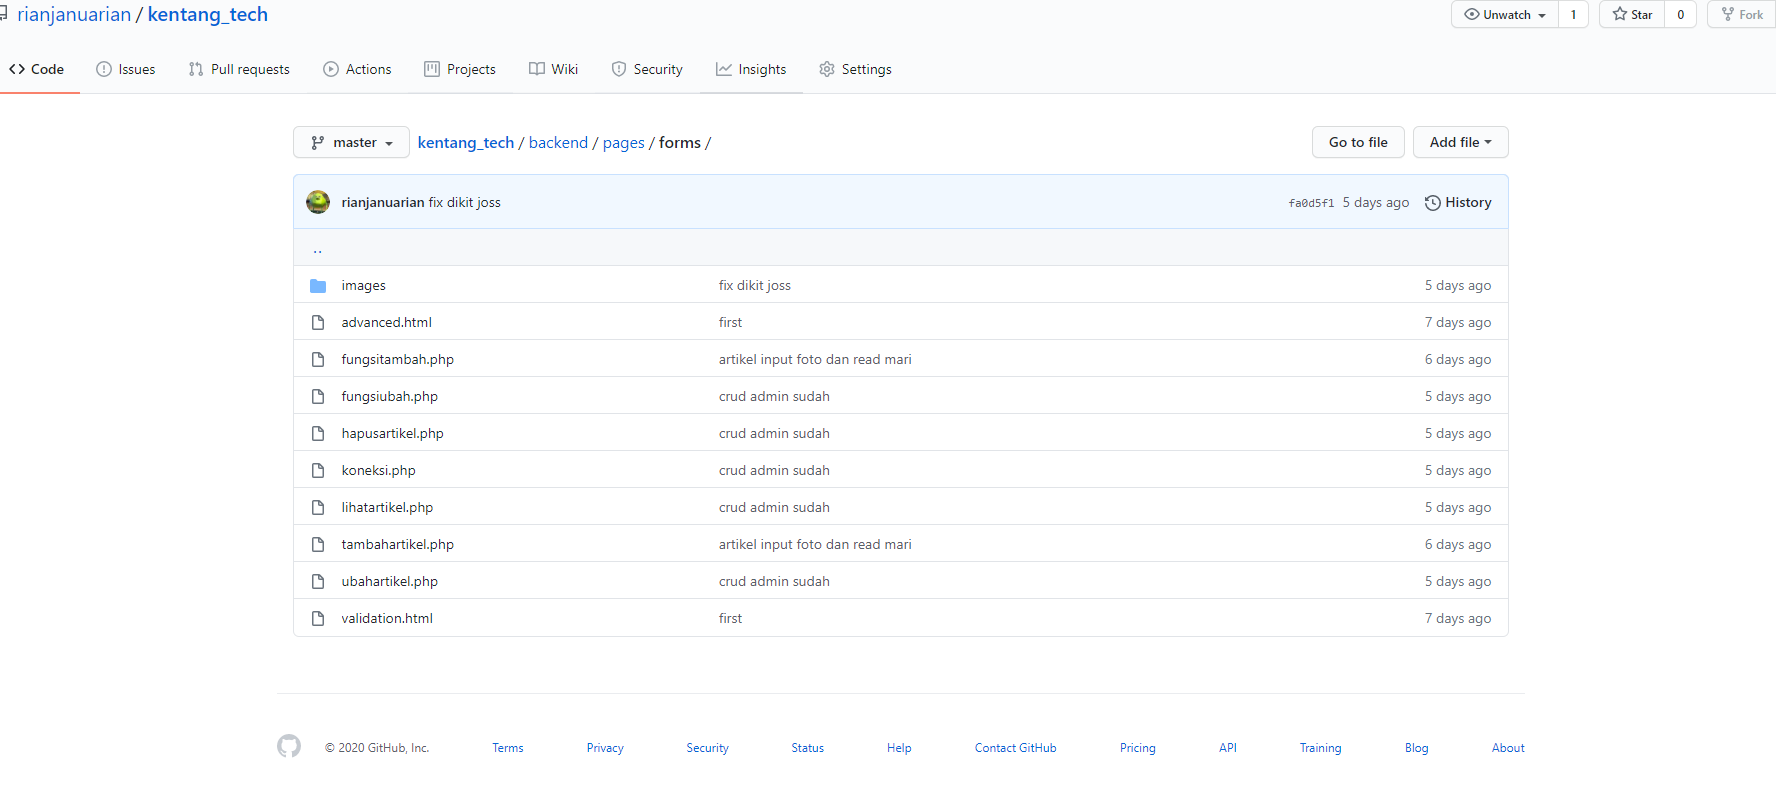 rianjanuarian / kentang_tech
Unwatch 1 Star 0 Fork
Code Issues Pull requests Actions Projects Wiki Security Insights Settings
master kentang_tech / backend / pages / forms / Go to file Add file
rianjanuarian fix dikit joss fa0d5f1 5 days ago History
..
images fix dikit joss 5 days ago
advanced.html first 7 days ago
fungsitambah.php artikel input foto dan read mari 6 days ago
fungsiubah.php crud admin sudah 5 days ago
hapusartikel.php crud admin sudah 5 days ago
koneksi.php crud admin sudah 5 days ago
lihatartikel.php crud admin sudah 5 days ago
tambahartikel.php artikel input foto dan read mari 6 days ago
ubahartikel.php crud admin sudah 5 days ago
validation.html first 7 days ago
© 2020 GitHub, Inc. Terms Privacy Security Status Help Contact GitHub Pricing API Training Blog About